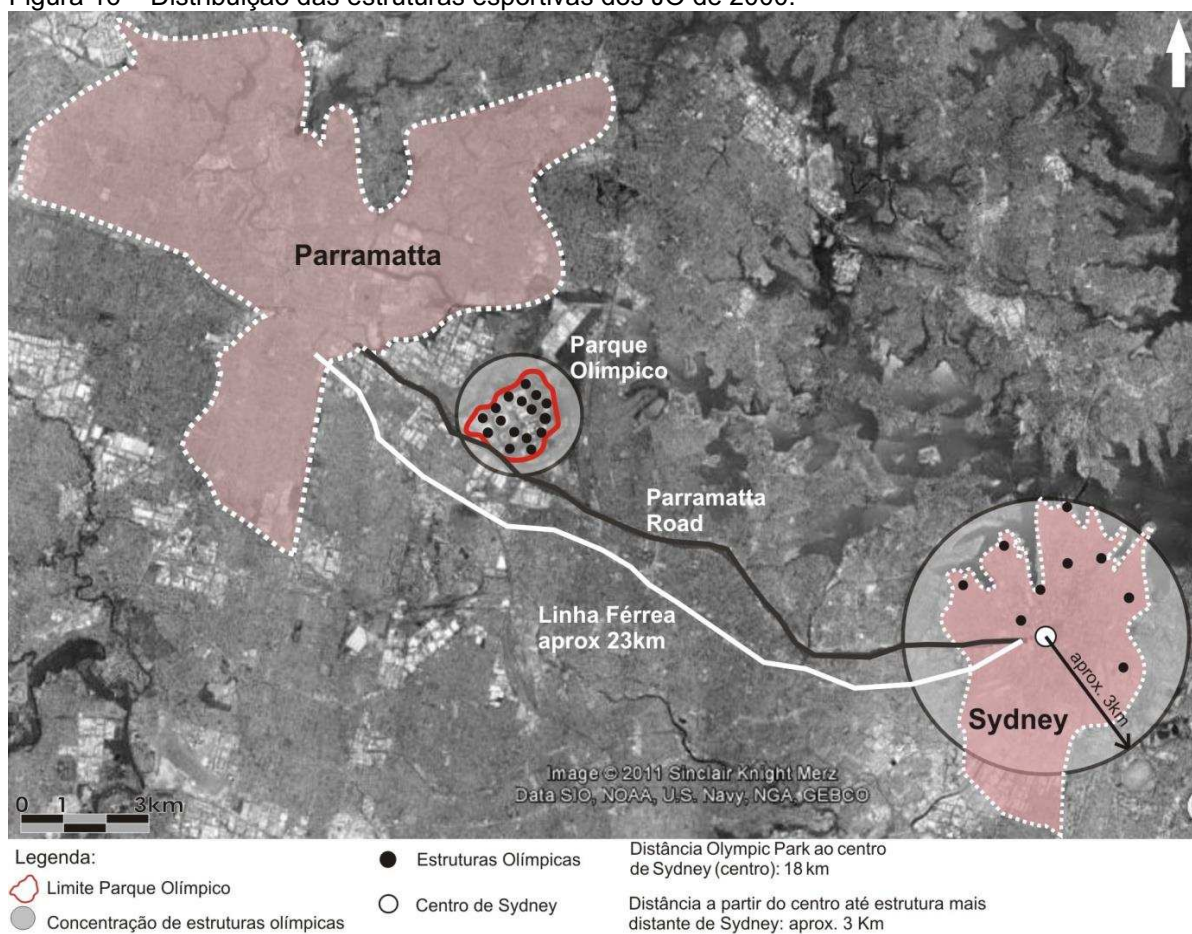 Figura 16 – Distribuição das estruturas esportivas dos JO de 2000.
Parramatta
Parque
Olímpico
Parramatta
Road
Linha Férrea
aprox 23km
aprox. 3km
Sydney
Image © 2011 Sinclair Knight Merz
Data SIO, NOAA, U.S. Navy, NGA, GEBCO
0 1 3km
Legenda:
Limite Parque Olímpico
Concentração de estruturas olímpicas
Estruturas Olímpicas
Centro de Sydney
Distância Olympic Park ao centro
de Sydney (centro): 18 km
Distância a partir do centro até estrutura mais
distante de Sydney: aprox. 3 Km